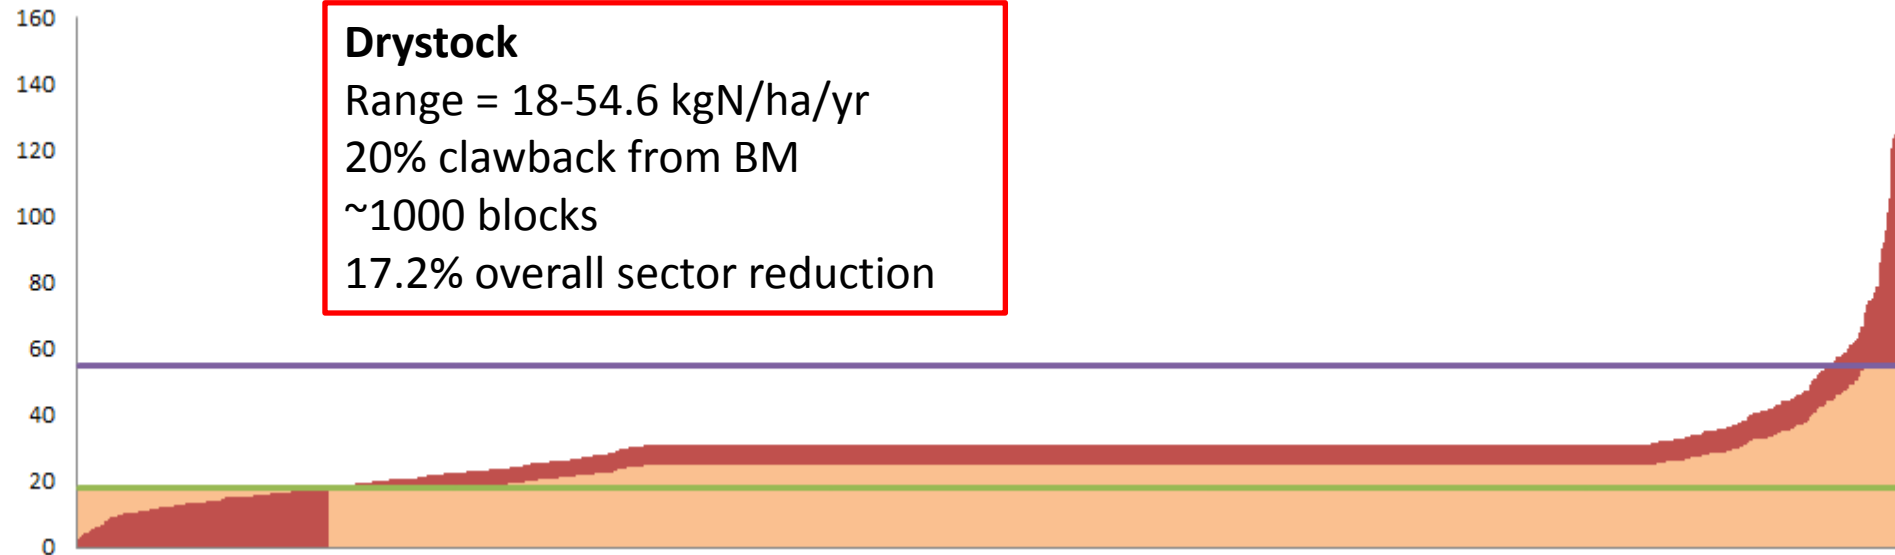 160
140
120
100
80
60
40
20
0
Drystock
Range = 18-54.6 kgN/ha/yr
20% clawback from BM
~1000 blocks
17.2% overall sector reduction